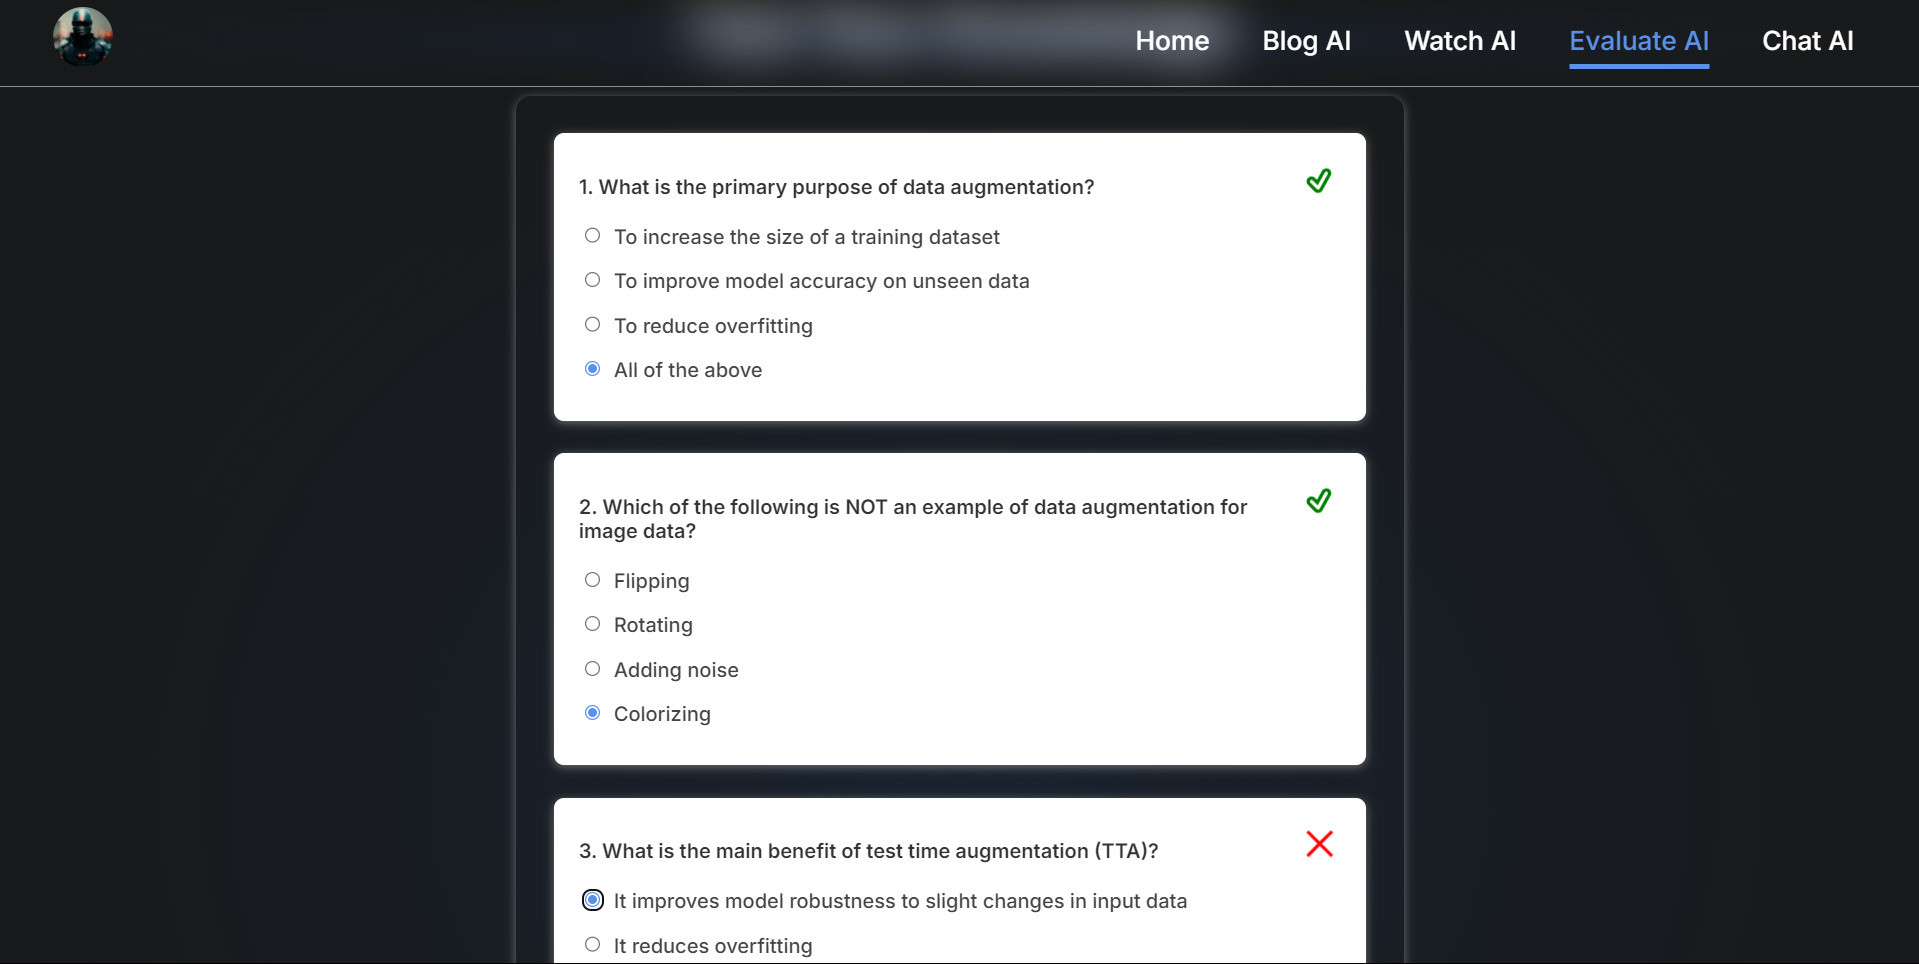 Home Blog AI Watch AI Evaluate AI Chat AI
1. What is the primary purpose of data augmentation?
To increase the size of a training dataset
To improve model accuracy on unseen data
To reduce overfitting
All of the above
2. Which of the following is NOT an example of data augmentation for
image data?
Flipping
Rotating
Adding noise
Colorizing
3. What is the main benefit of test time augmentation (TTA)?
It improves model robustness to slight changes in input data
It reduces overfitting